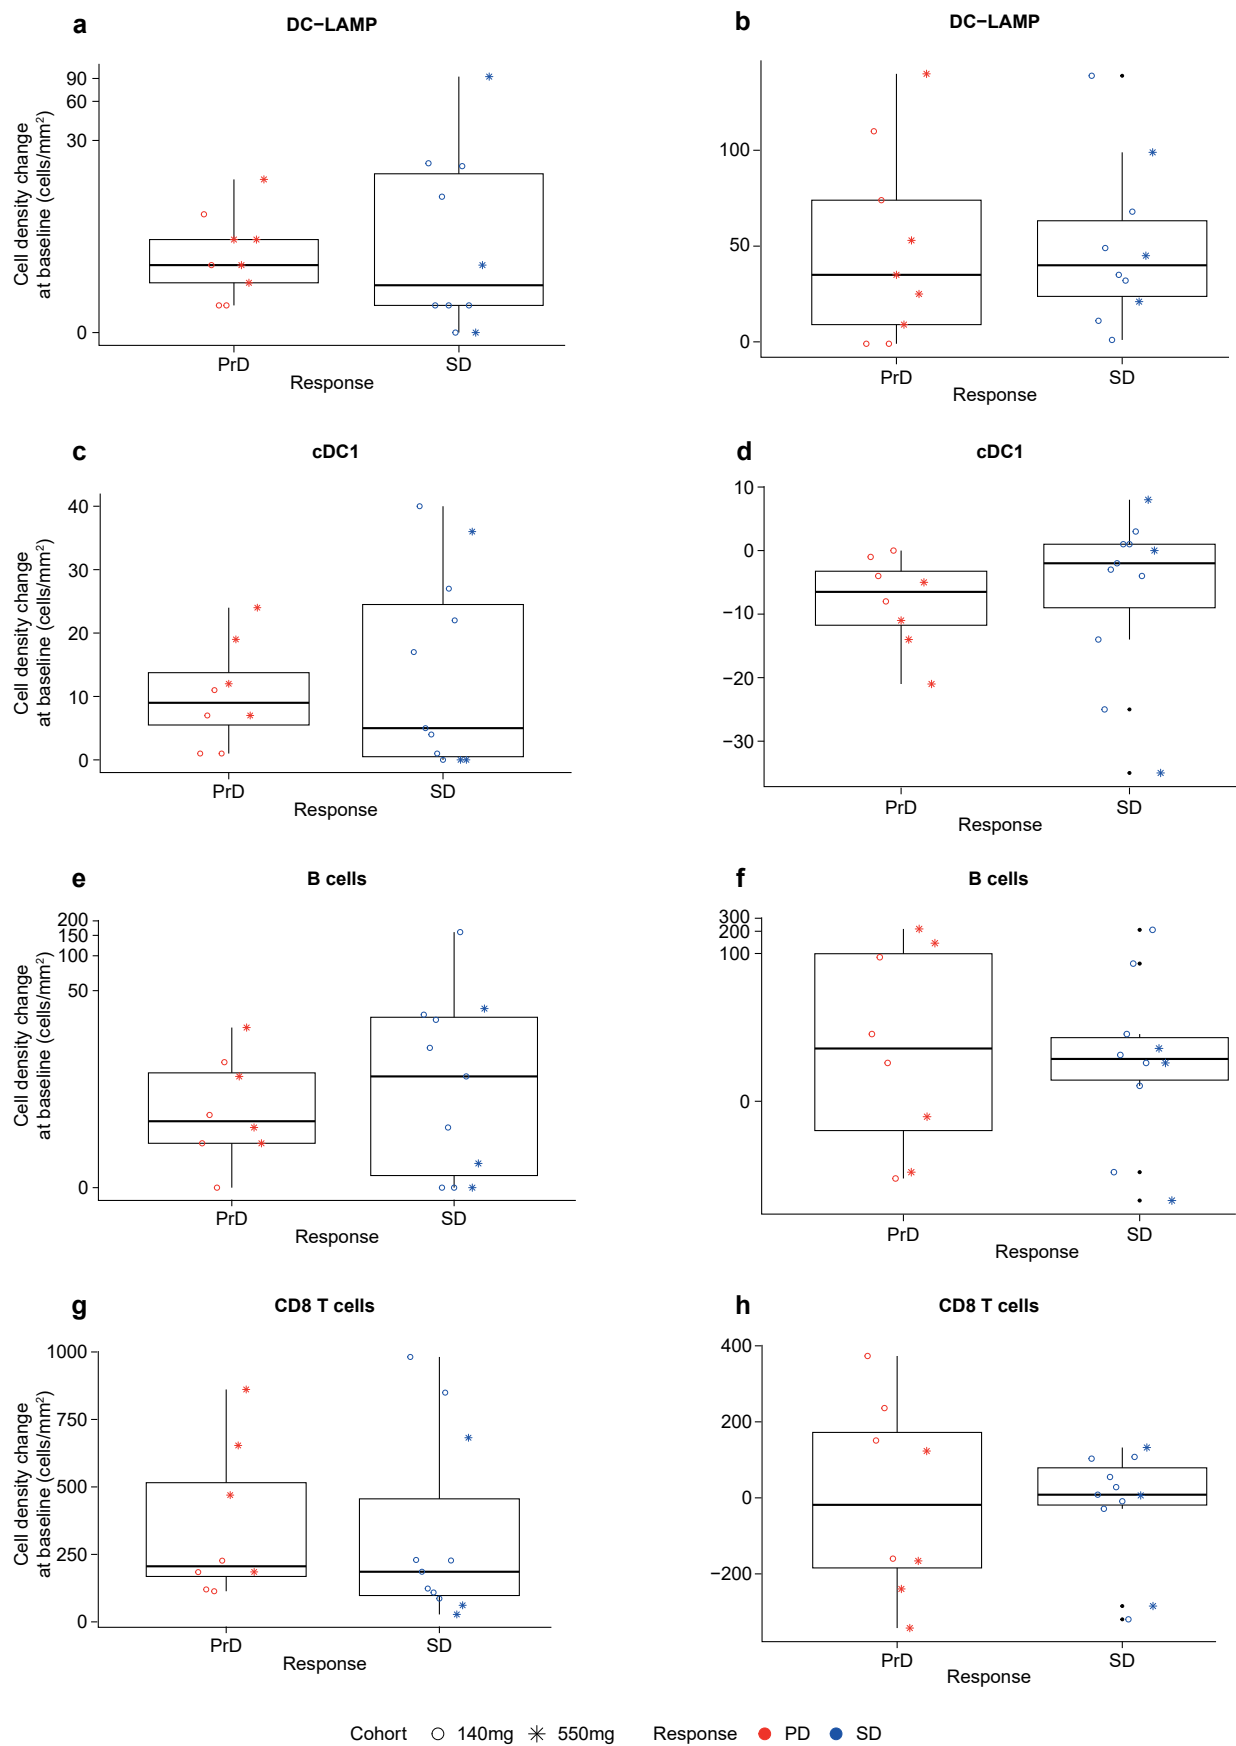 a DC−LAMP
Cell density change
at baseline (cells/mm²)
90
60
30
0
PrD SD
Response
b DC−LAMP
100
50
0
PrD SD
Response
c cDC1
Cell density change
at baseline (cells/mm²)
40
30
20
10
0
PrD SD
Response
d cDC1
10
0
−10
−20
−30
PrD SD
Response
e B cells
Cell density change
at baseline (cells/mm²)
200
150
100
50
0
PrD SD
Response
f B cells
300
200
100
0
PrD SD
Response
g CD8 T cells
Cell density change
at baseline (cells/mm²)
1000
750
500
250
0
PrD SD
Response
h CD8 T cells
400
200
0
−200
PrD SD
Response
Cohort 140mg 550mg Response PD SD